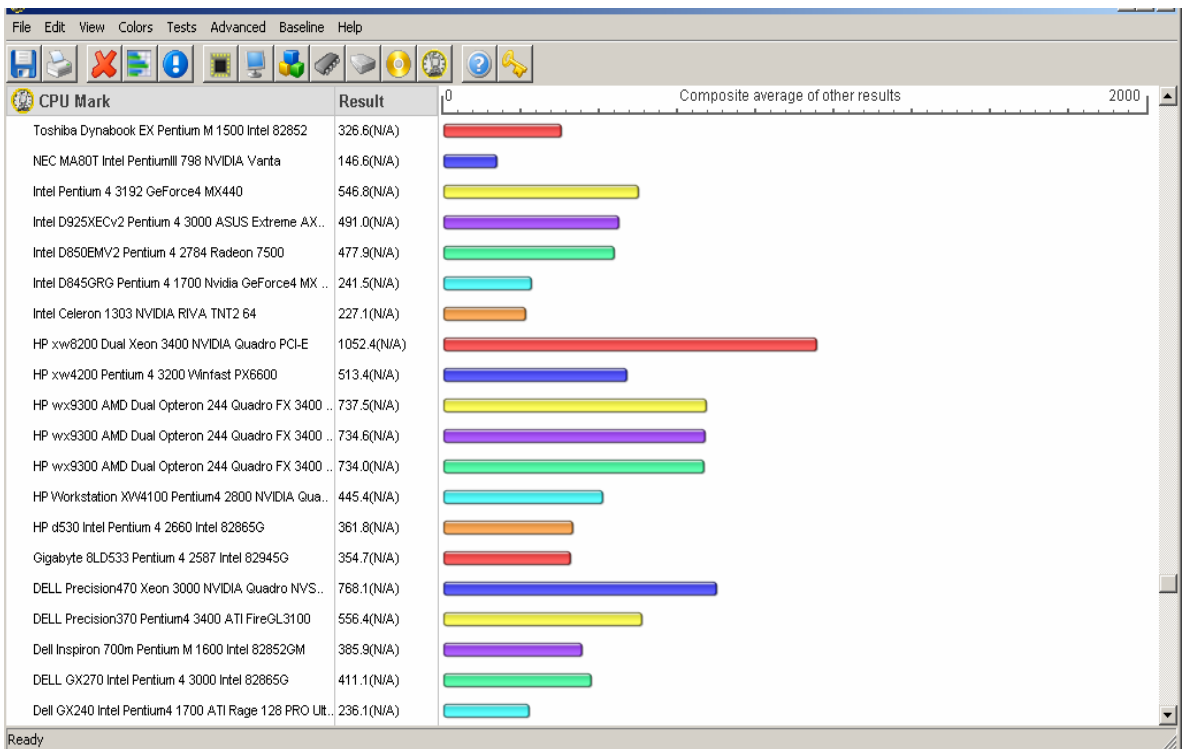 File Edit View Colors Tests Advanced Baseline Help
CPU Mark Result 0 Composite average of other results 2000
Toshiba Dynabook EX Pentium M 1500 Intel 82852 326.6(N/A)
NEC MA80T Intel PentiumIII 798 NVIDIA Vanta 146.6(N/A)
Intel Pentium 4 3192 GeForce4 MX440 546.8(N/A)
Intel D925XECv2 Pentium 4 3000 ASUS Extreme AX.. 491.0(N/A)
Intel D850EMV2 Pentium 4 2784 Radeon 7500 477.9(N/A)
Intel D845GRG Pentium 4 1700 Nvidia GeForce4 MX .. 241.5(N/A)
Intel Celeron 1303 NVIDIA RIVA TNT2 64 227.1(N/A)
HP xw8200 Dual Xeon 3400 NVIDIA Quadro PCI-E 1052.4(N/A)
HP xw4200 Pentium 4 3200 Winfast PX6600 513.4(N/A)
HP wx9300 AMD Dual Opteron 244 Quadro FX 3400 .. 737.5(N/A)
HP wx9300 AMD Dual Opteron 244 Quadro FX 3400 .. 734.6(N/A)
HP wx9300 AMD Dual Opteron 244 Quadro FX 3400 .. 734.0(N/A)
HP Workstation XW4100 Pentium4 2800 NVIDIA Qua.. 445.4(N/A)
HP d530 Intel Pentium 4 2660 Intel 82865G 361.8(N/A)
Gigabyte 8LD533 Pentium 4 2587 Intel 82945G 354.7(N/A)
DELL Precision470 Xeon 3000 NVIDIA Quadro NVS.. 768.1(N/A)
DELL Precision370 Pentium4 3400 ATI FireGL3100 556.4(N/A)
Dell Inspiron 700m Pentium M 1600 Intel 82852GM 385.9(N/A)
DELL GX270 Intel Pentium 4 3000 Intel 82865G 411.1(N/A)
Dell GX240 Intel Pentium4 1700 ATI Rage 128 PRO Ult.. 236.1(N/A)
Ready